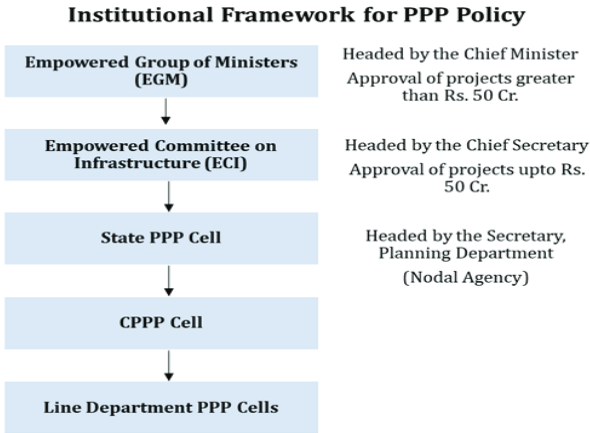 Institutional Framework for PPP Policy
Empowered Group of Ministers
(EGM)
Headed by the Chief Minister
Approval of projects greater
than Rs. 50 Cr.
Empowered Committee on
Infrastructure (ECI)
Headed by the Chief Secretary
Approval of projects upto Rs.
50 Cr.
State PPP Cell
Headed by the Secretary,
Planning Department
(Nodal Agency)
CPPP Cell
Line Department PPP Cells